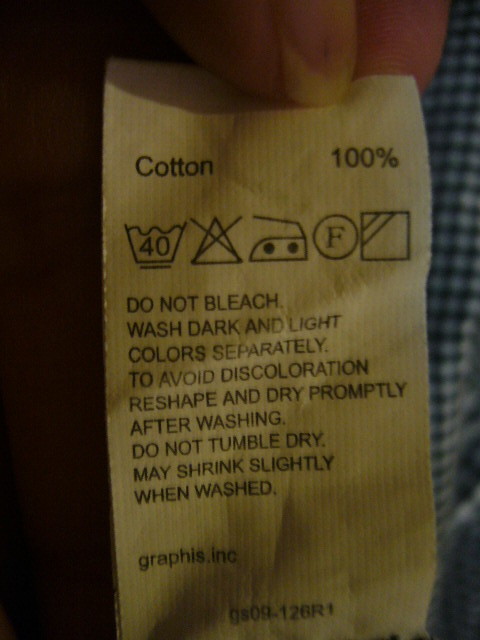 Cotton 100%
40 F
DO NOT BLEACH.
WASH DARK AND LIGHT
COLORS SEPARATELY.
TO AVOID DISCOLORATION
RESHAPE AND DRY PROMPTLY
AFTER WASHING.
DO NOT TUMBLE DRY.
MAY SHRINK SLIGHTLY
WHEN WASHED.
graphis.inc
gs09-126R1